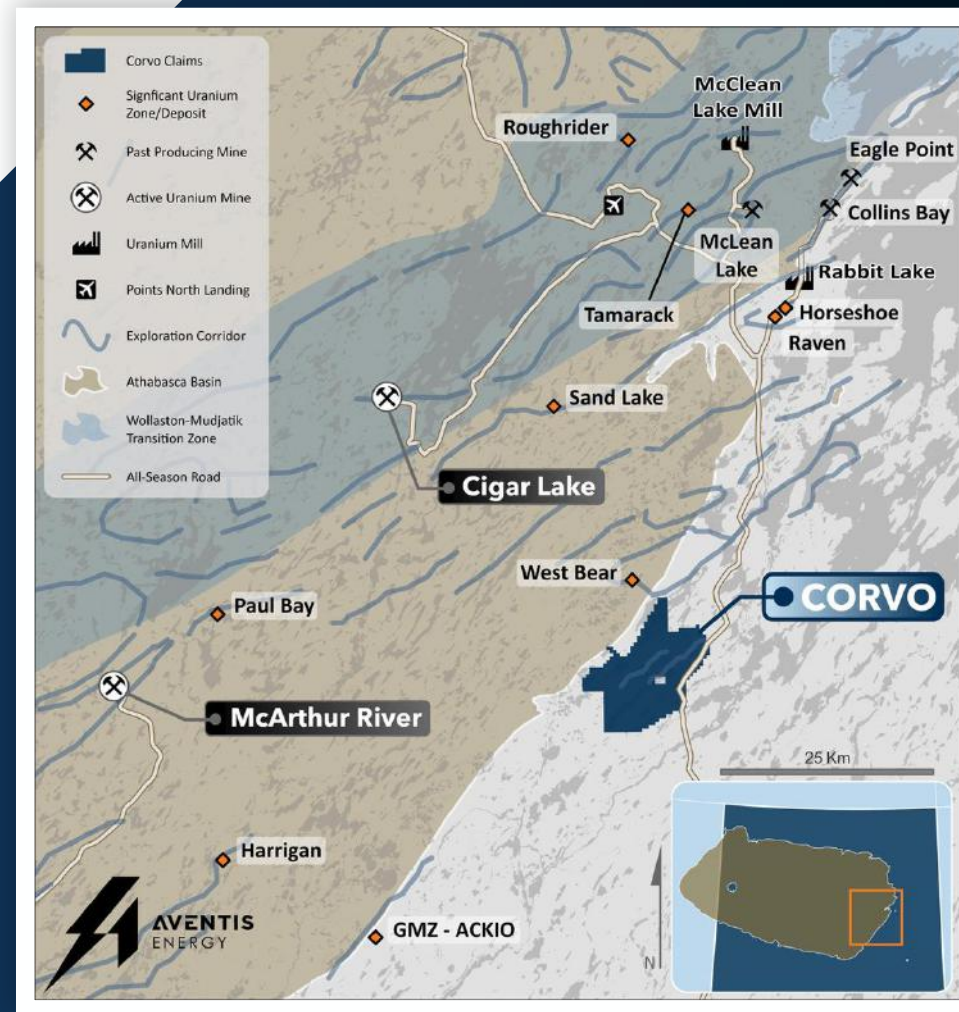 Corvo Claims
Signficant Uranium
Zone/Deposit
Past Producing Mine
Active Uranium Mine
Uranium Mill
Points North Landing
Exploration Corridor
Athabasca Basin
Wollaston-Mudjatik
Transition Zone
All-Season Road
McClean
Lake Mill
Roughrider
Eagle Point
Collins Bay
McLean
Lake
Rabbit Lake
Tamarack
Horseshoe
Raven
Sand Lake
Cigar Lake
West Bear
CORVO
Paul Bay
McArthur River
25 Km
Harrigan
AVENTIS
ENERGY
GMZ - ACKIO
N